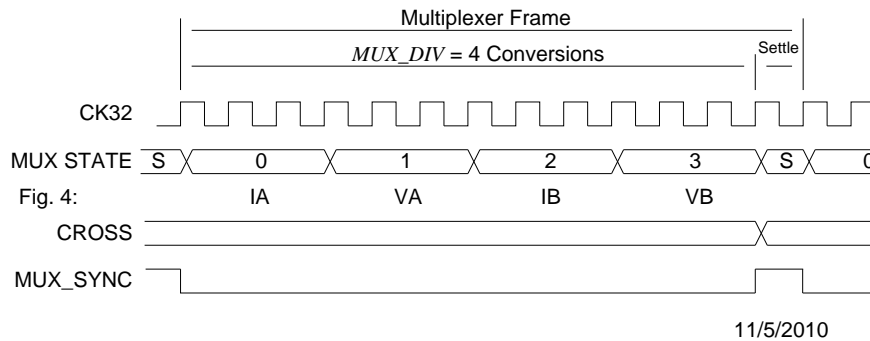 Multiplexer Frame
MUX_DIV = 4 Conversions
Settle
CK32
MUX STATE S 0 1 2 3 S 0
Fig. 4: IA VA IB VB
CROSS
MUX_SYNC
11/5/2010